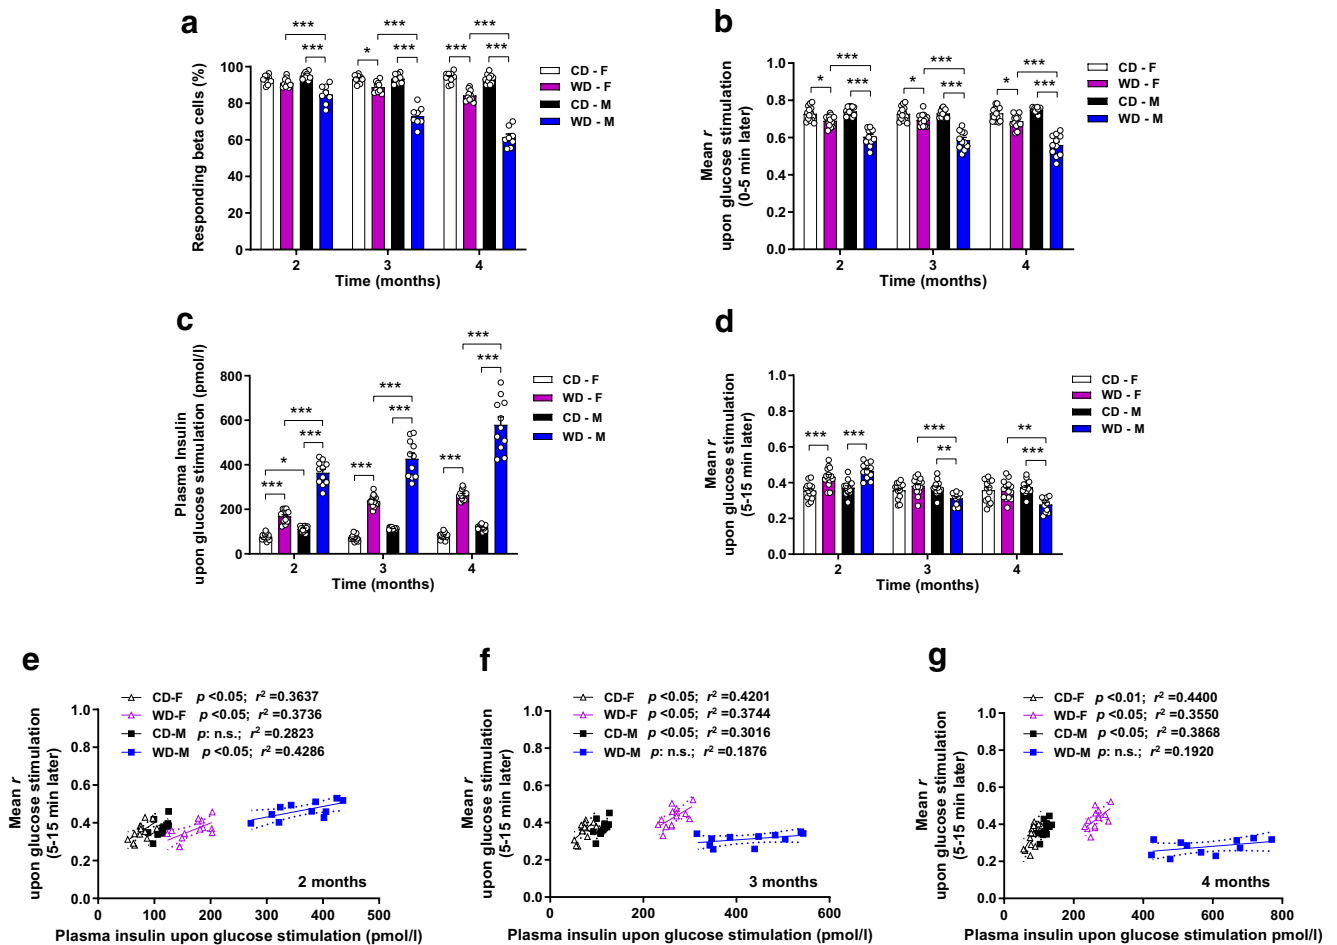 a
Responding beta cells (%)
100
80
60
40
20
0
***
***
*
***
***
***
***
***
***
2
3
4
Time (months)
CD - F
WD - F
CD - M
WD - M
b
Mean r
upon glucose stimulation
(0-5 min later)
1.0
0.8
0.6
0.4
0.2
0.0
*
***
***
*
***
***
*
***
***
2
3
4
Time (months)
CD - F
WD - F
CD - M
WD - M
c
Plasma Insulin
upon glucose stimulation (pmol/l)
800
600
400
200
0
***
*
***
***
***
***
***
***
***
***
2
3
4
Time (months)
CD - F
WD - F
CD - M
WD - M
d
Mean r
upon glucose stimulation
(5-15 min later)
1.0
0.8
0.6
0.4
0.2
0.0
***
***
***
**
**
***
2
3
4
Time (months)
CD - F
WD - F
CD - M
WD - M
e
CD-F p <0.05; r² =0.3637
WD-F p <0.05; r² =0.3736
CD-M p: n.s.; r² =0.2823
WD-M p <0.05; r² =0.4286
Mean r
upon glucose stimulation
(5-15 min later)
1.0
0.8
0.6
0.4
0.2
0.0
2 months
0 100 200 300 400 500
Plasma insulin upon glucose stimulation (pmol/l)
f
CD-F p <0.05; r² =0.4201
WD-F p <0.05; r² =0.3744
CD-M p <0.05; r² =0.3016
WD-M p: n.s.; r² =0.1876
Mean r
upon glucose stimulation
(5-15 min later)
1.0
0.8
0.6
0.4
0.2
0.0
3 months
0 200 400 600
Plasma insulin upon glucose stimulation (pmol/l)
g
CD-F p <0.01; r² =0.4400
WD-F p <0.05; r² =0.3550
CD-M p <0.05; r² =0.3868
WD-M p: n.s.; r² =0.1920
Mean r
upon glucose stimulation
(5-15 min later)
1.0
0.8
0.6
0.4
0.2
0.0
4 months
0 200 400 600 800
Plasma insulin upon glucose stimulation pmol/l)